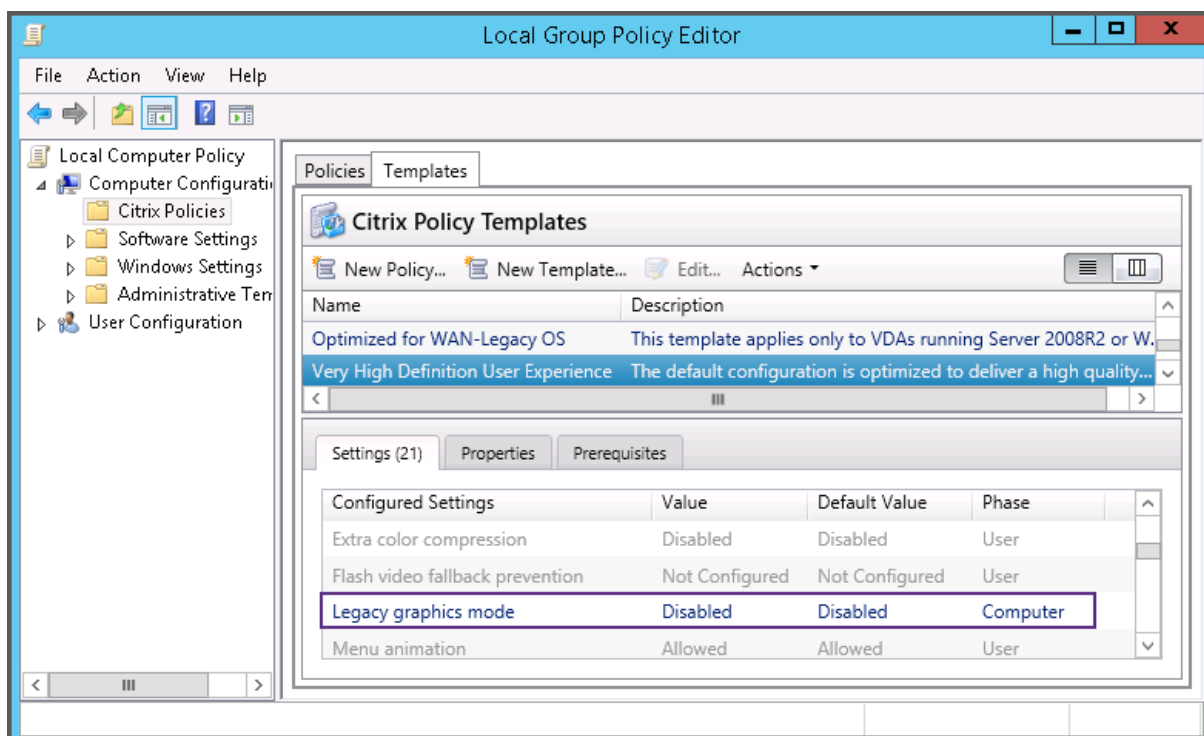 Local Group Policy Editor
File Action View Help
Local Computer Policy
Computer Configurati
Citrix Policies
Software Settings
Windows Settings
Administrative Tem
User Configuration
Policies Templates
Citrix Policy Templates
New Policy... New Template... Edit... Actions
Name Description
Optimized for WAN-Legacy OS This template applies only to VDAs running Server 2008R2 or W.
Very High Definition User Experience The default configuration is optimized to deliver a high quality...
Settings (21) Properties Prerequisites
Configured Settings Value Default Value Phase
Extra color compression Disabled Disabled User
Flash video fallback prevention Not Configured Not Configured User
Legacy graphics mode Disabled Disabled Computer
Menu animation Allowed Allowed User